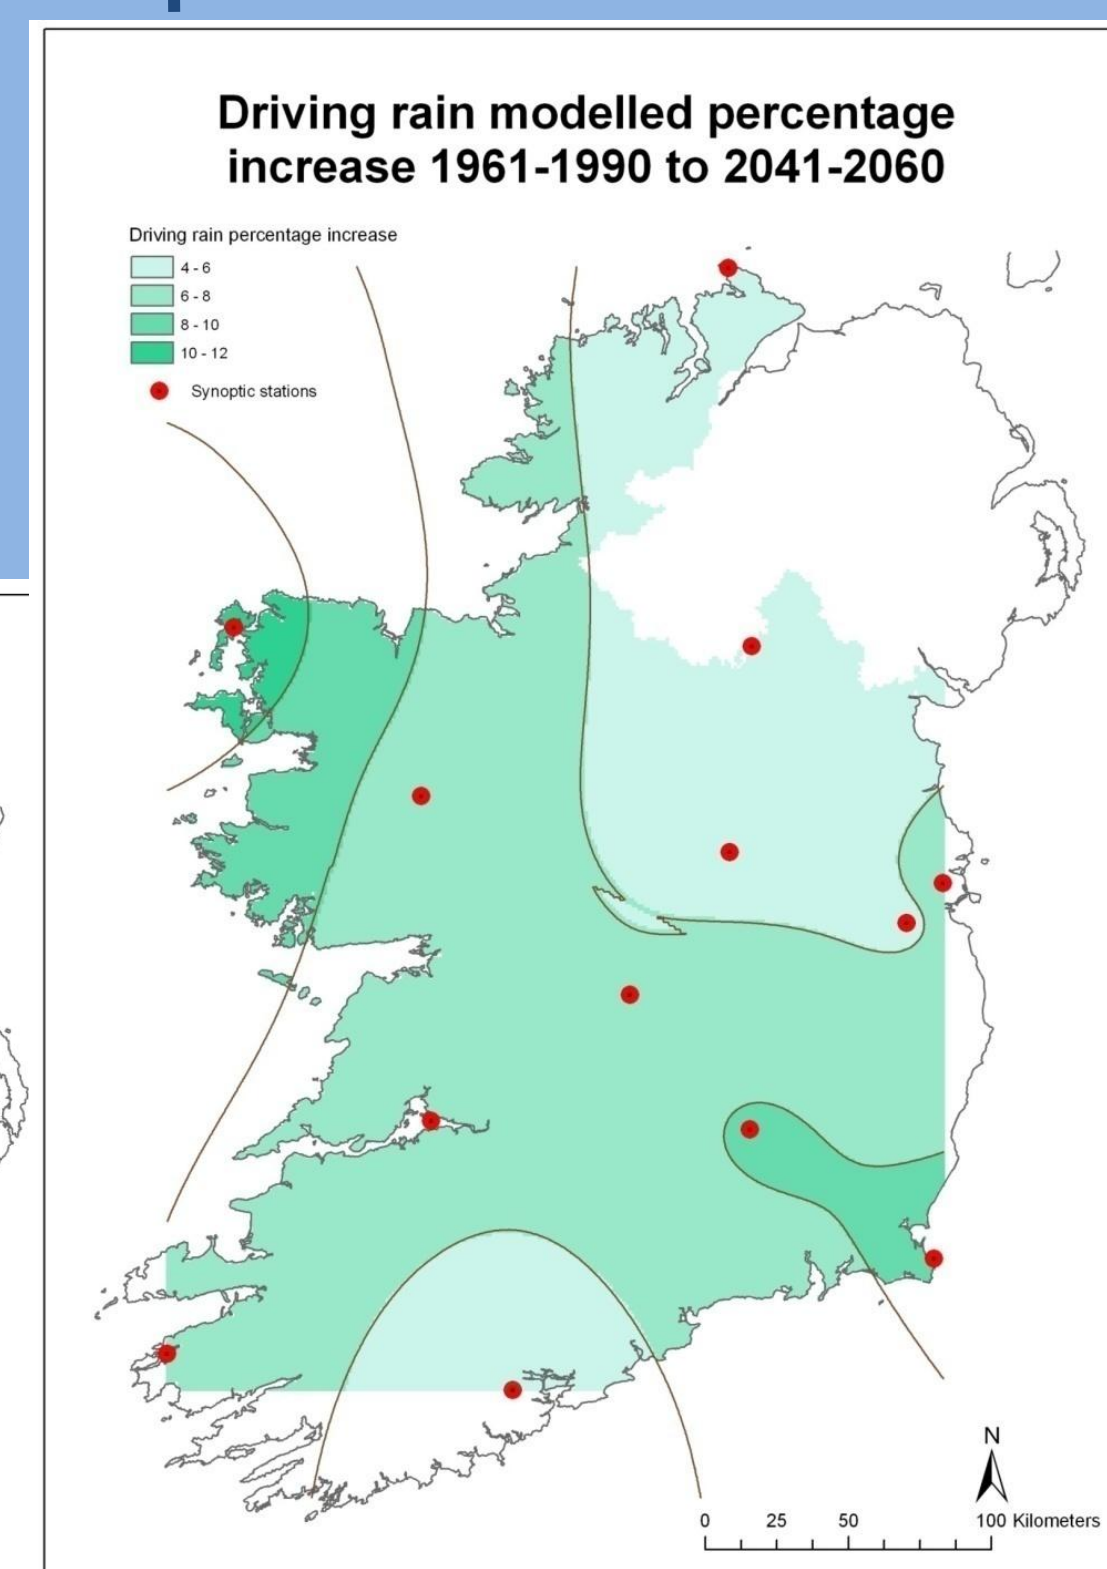 Driving rain modelled percentage
increase 1961-1990 to 2041-2060
Driving rain percentage increase
4 - 6
6 - 8
8 - 10
10 - 12
Synoptic stations
N
0 25 50 100 Kilometers